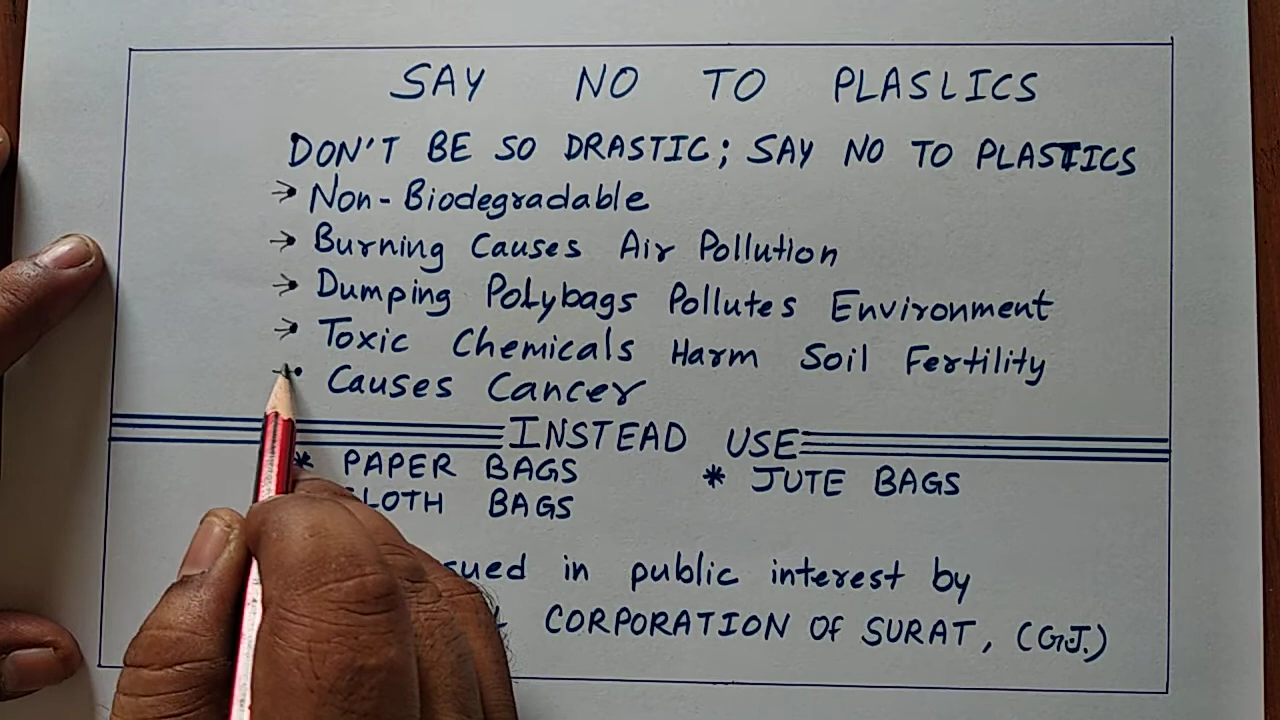 SAY NO TO PLASLICS
DON'T BE SO DRASTIC; SAY NO TO PLASTICS
→ Non-Biodegradable
→ Burning Causes Air Pollution
→ Dumping Polybags Pollutes Environment
→ Toxic Chemicals Harm Soil Fertility
→ Causes Cancer
INSTEAD USE
* PAPER BAGS * JUTE BAGS
BAGS
in public interest by
CORPORATION Of SURAT, (GJ.)